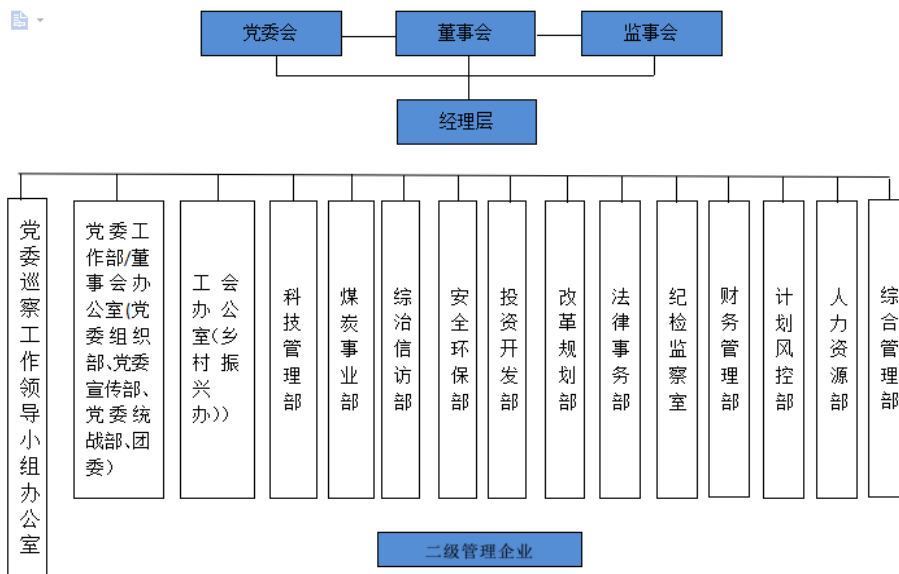 党委会
董事会
监事会
经理层
党委巡察工作领导小组办公室
党委工
作部/董
事会办
公室(党
委组织
部、党委
宣传部、
党委统
战部、团
委)
工会
办公
室(乡
村振
兴
办))
科技管理部
煤炭事业部
综治信访部
安全环保部
投资开发部
改革规划部
法律事务部
纪检监察室
财务管理部
计划风控部
人力资源部
综合管理部
二级管理企业